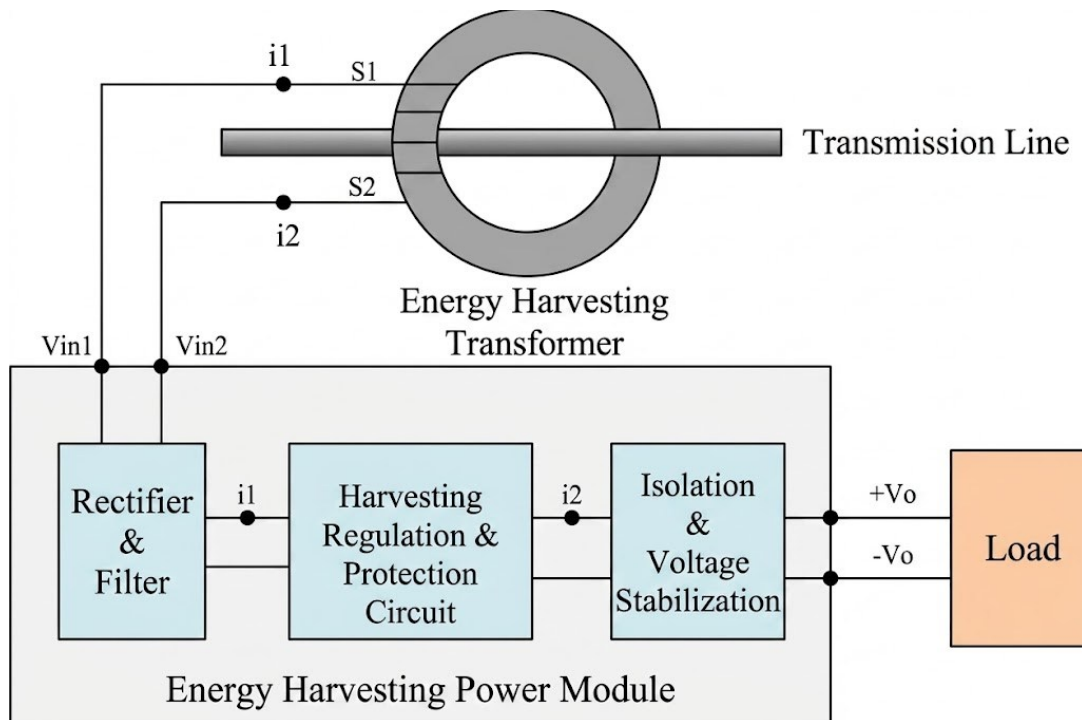 i1
S1
Transmission Line
S2
i2
Energy Harvesting
Transformer
Vin1
Vin2
Rectifier
&
Filter
i1
Harvesting
Regulation &
Protection
Circuit
i2
Isolation
&
Voltage
Stabilization
+Vo
-Vo
Load
Energy Harvesting Power Module